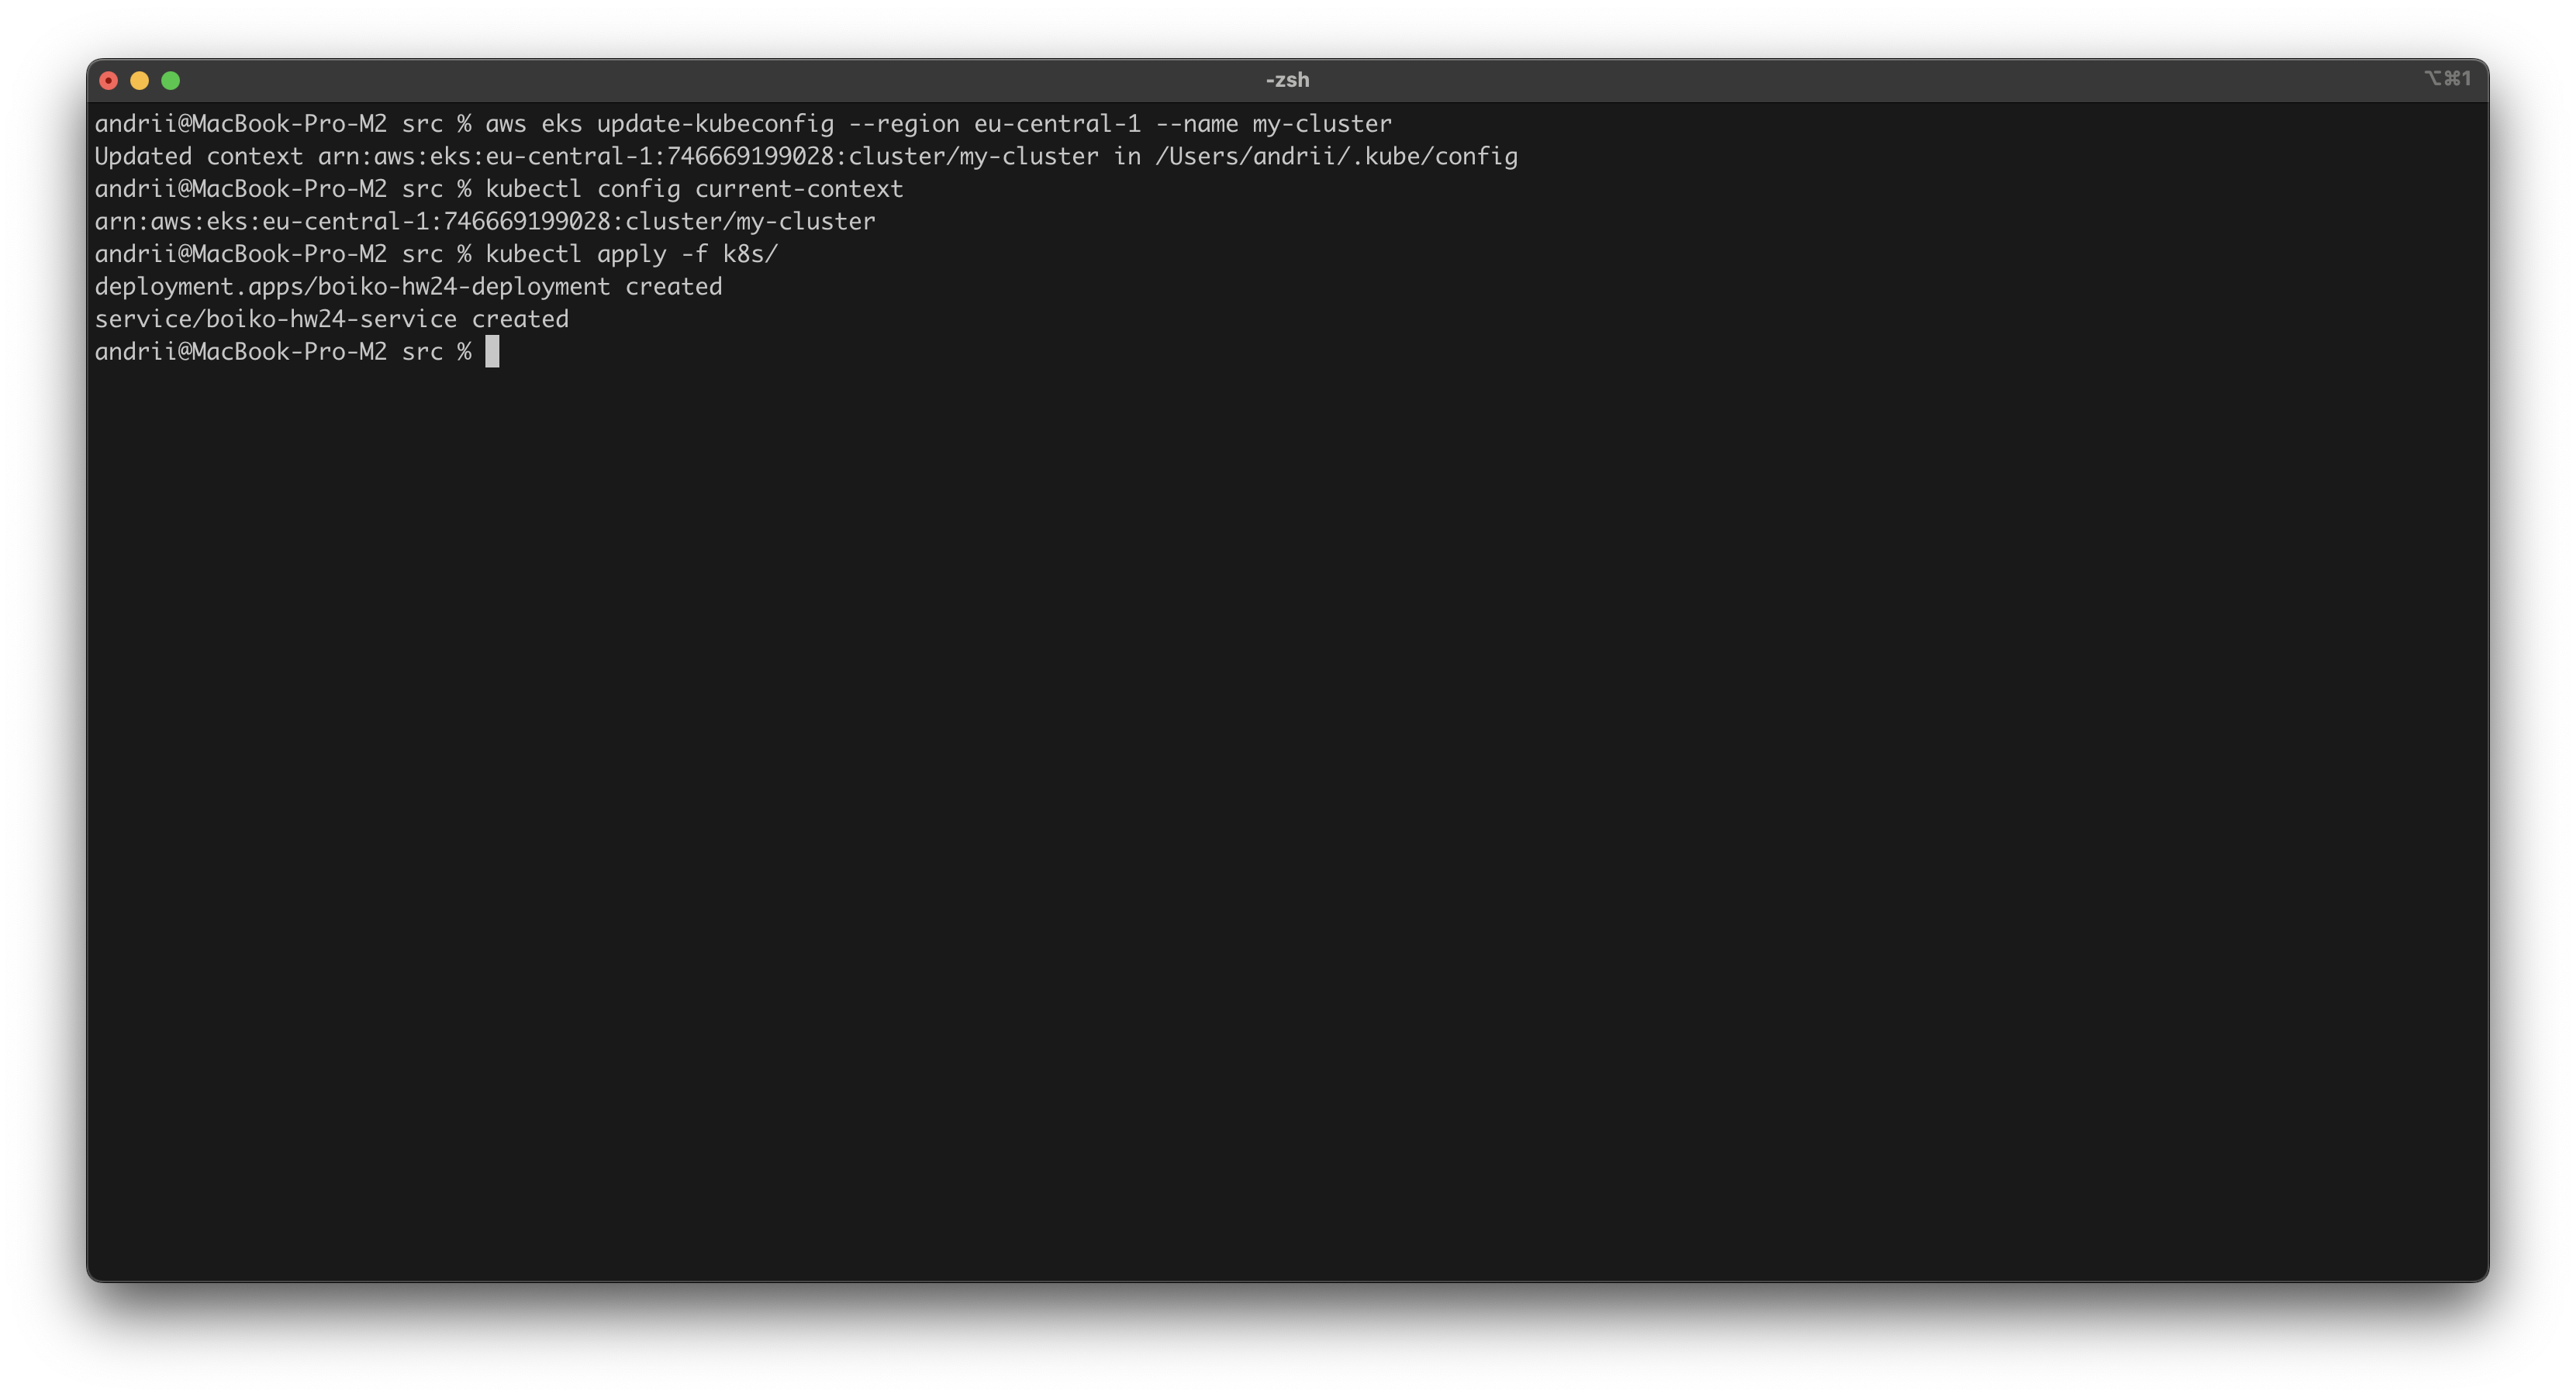 -zsh
⌥⌘1
andrii@MacBook-Pro-M2 src % aws eks update-kubeconfig --region eu-central-1 --name my-cluster
Updated context arn:aws:eks:eu-central-1:746669199028:cluster/my-cluster in /Users/andrii/.kube/config
andrii@MacBook-Pro-M2 src % kubectl config current-context
arn:aws:eks:eu-central-1:746669199028:cluster/my-cluster
andrii@MacBook-Pro-M2 src % kubectl apply -f k8s/
deployment.apps/boiko-hw24-deployment created
service/boiko-hw24-service created
andrii@MacBook-Pro-M2 src %